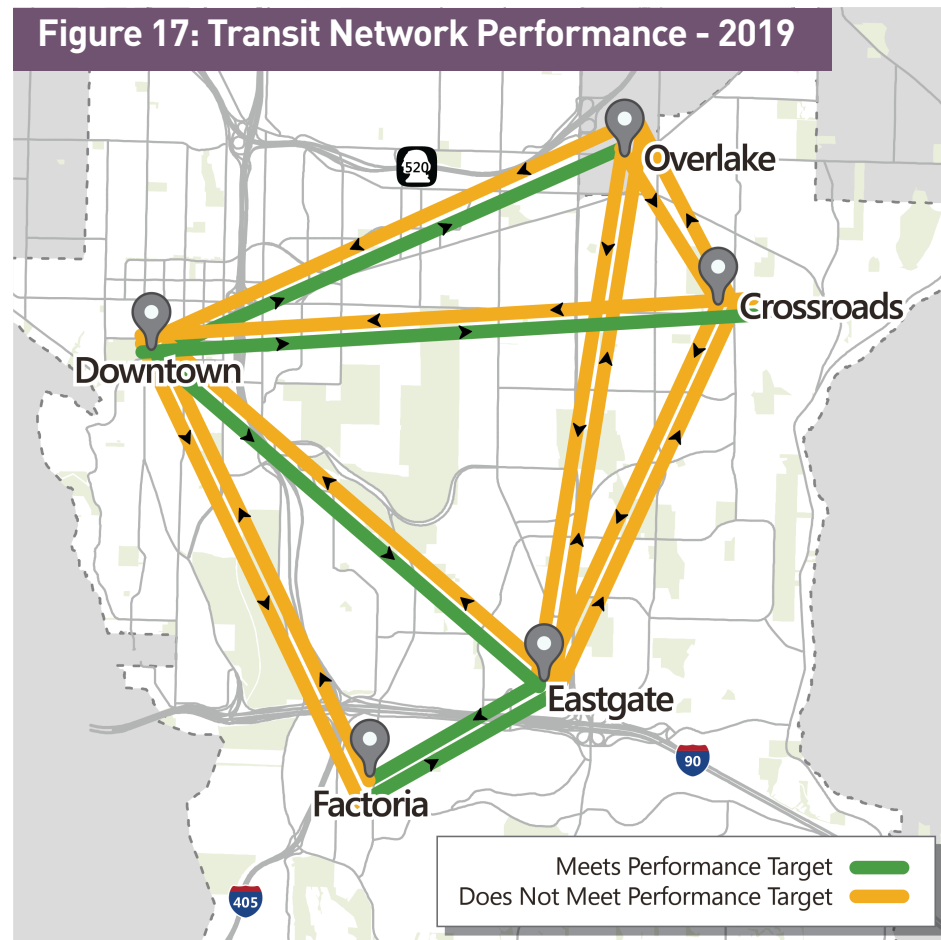 Figure 17: Transit Network Performance - 2019
520
Overlake
Crossroads
Downtown
Eastgate
90
Factoria
Meets Performance Target
Does Not Meet Performance Target
405